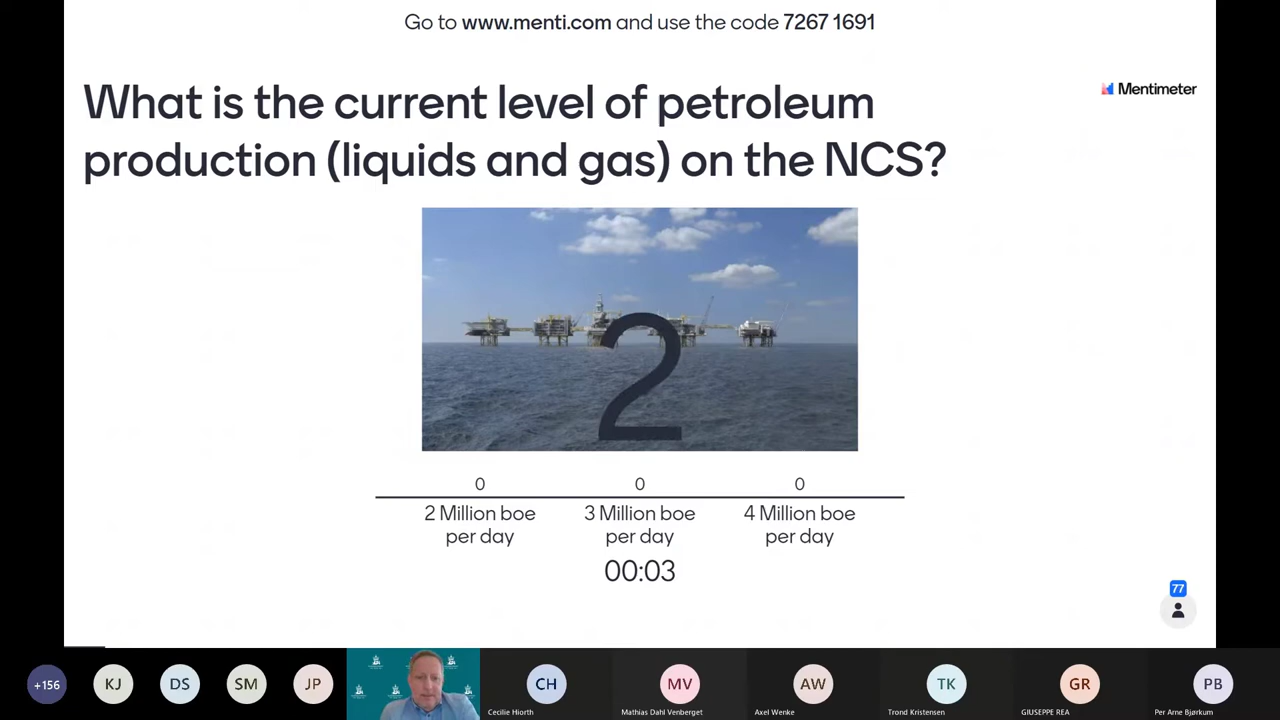 Go to www.menti.com and use the code 7267 1691
Mentimeter
What is the current level of petroleum
production (liquids and gas) on the NCS?
2
0
0
0
2 Million boe
per day
3 Million boe
per day
4 Million boe
per day
00:03
77
+156
KJ
DS
SM
JP
CH
Cecilie Hiorth
MV
Mathias Dahl Venberget
AW
Axel Wenke
TK
Trond Kristensen
GR
GIUSEPPE REA
PB
Per Arne Bjørkum